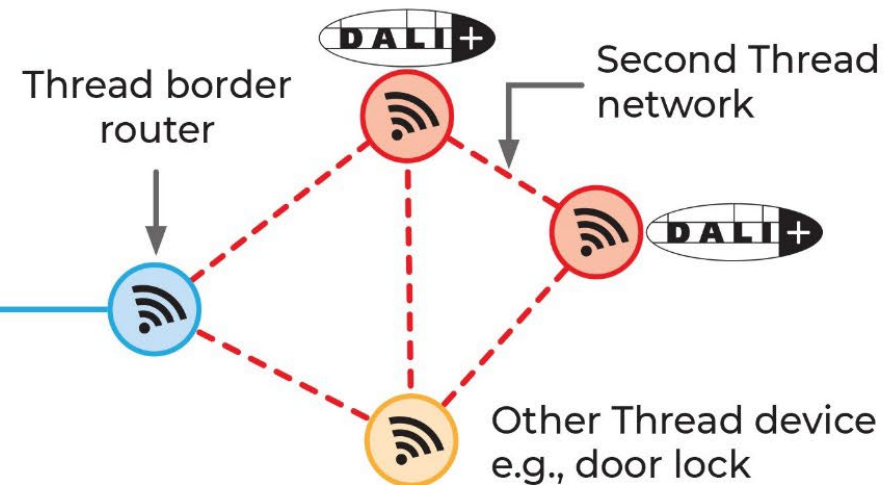 DALI+
Thread border
router
Second Thread
network
DALI+
Other Thread device
e.g., door lock